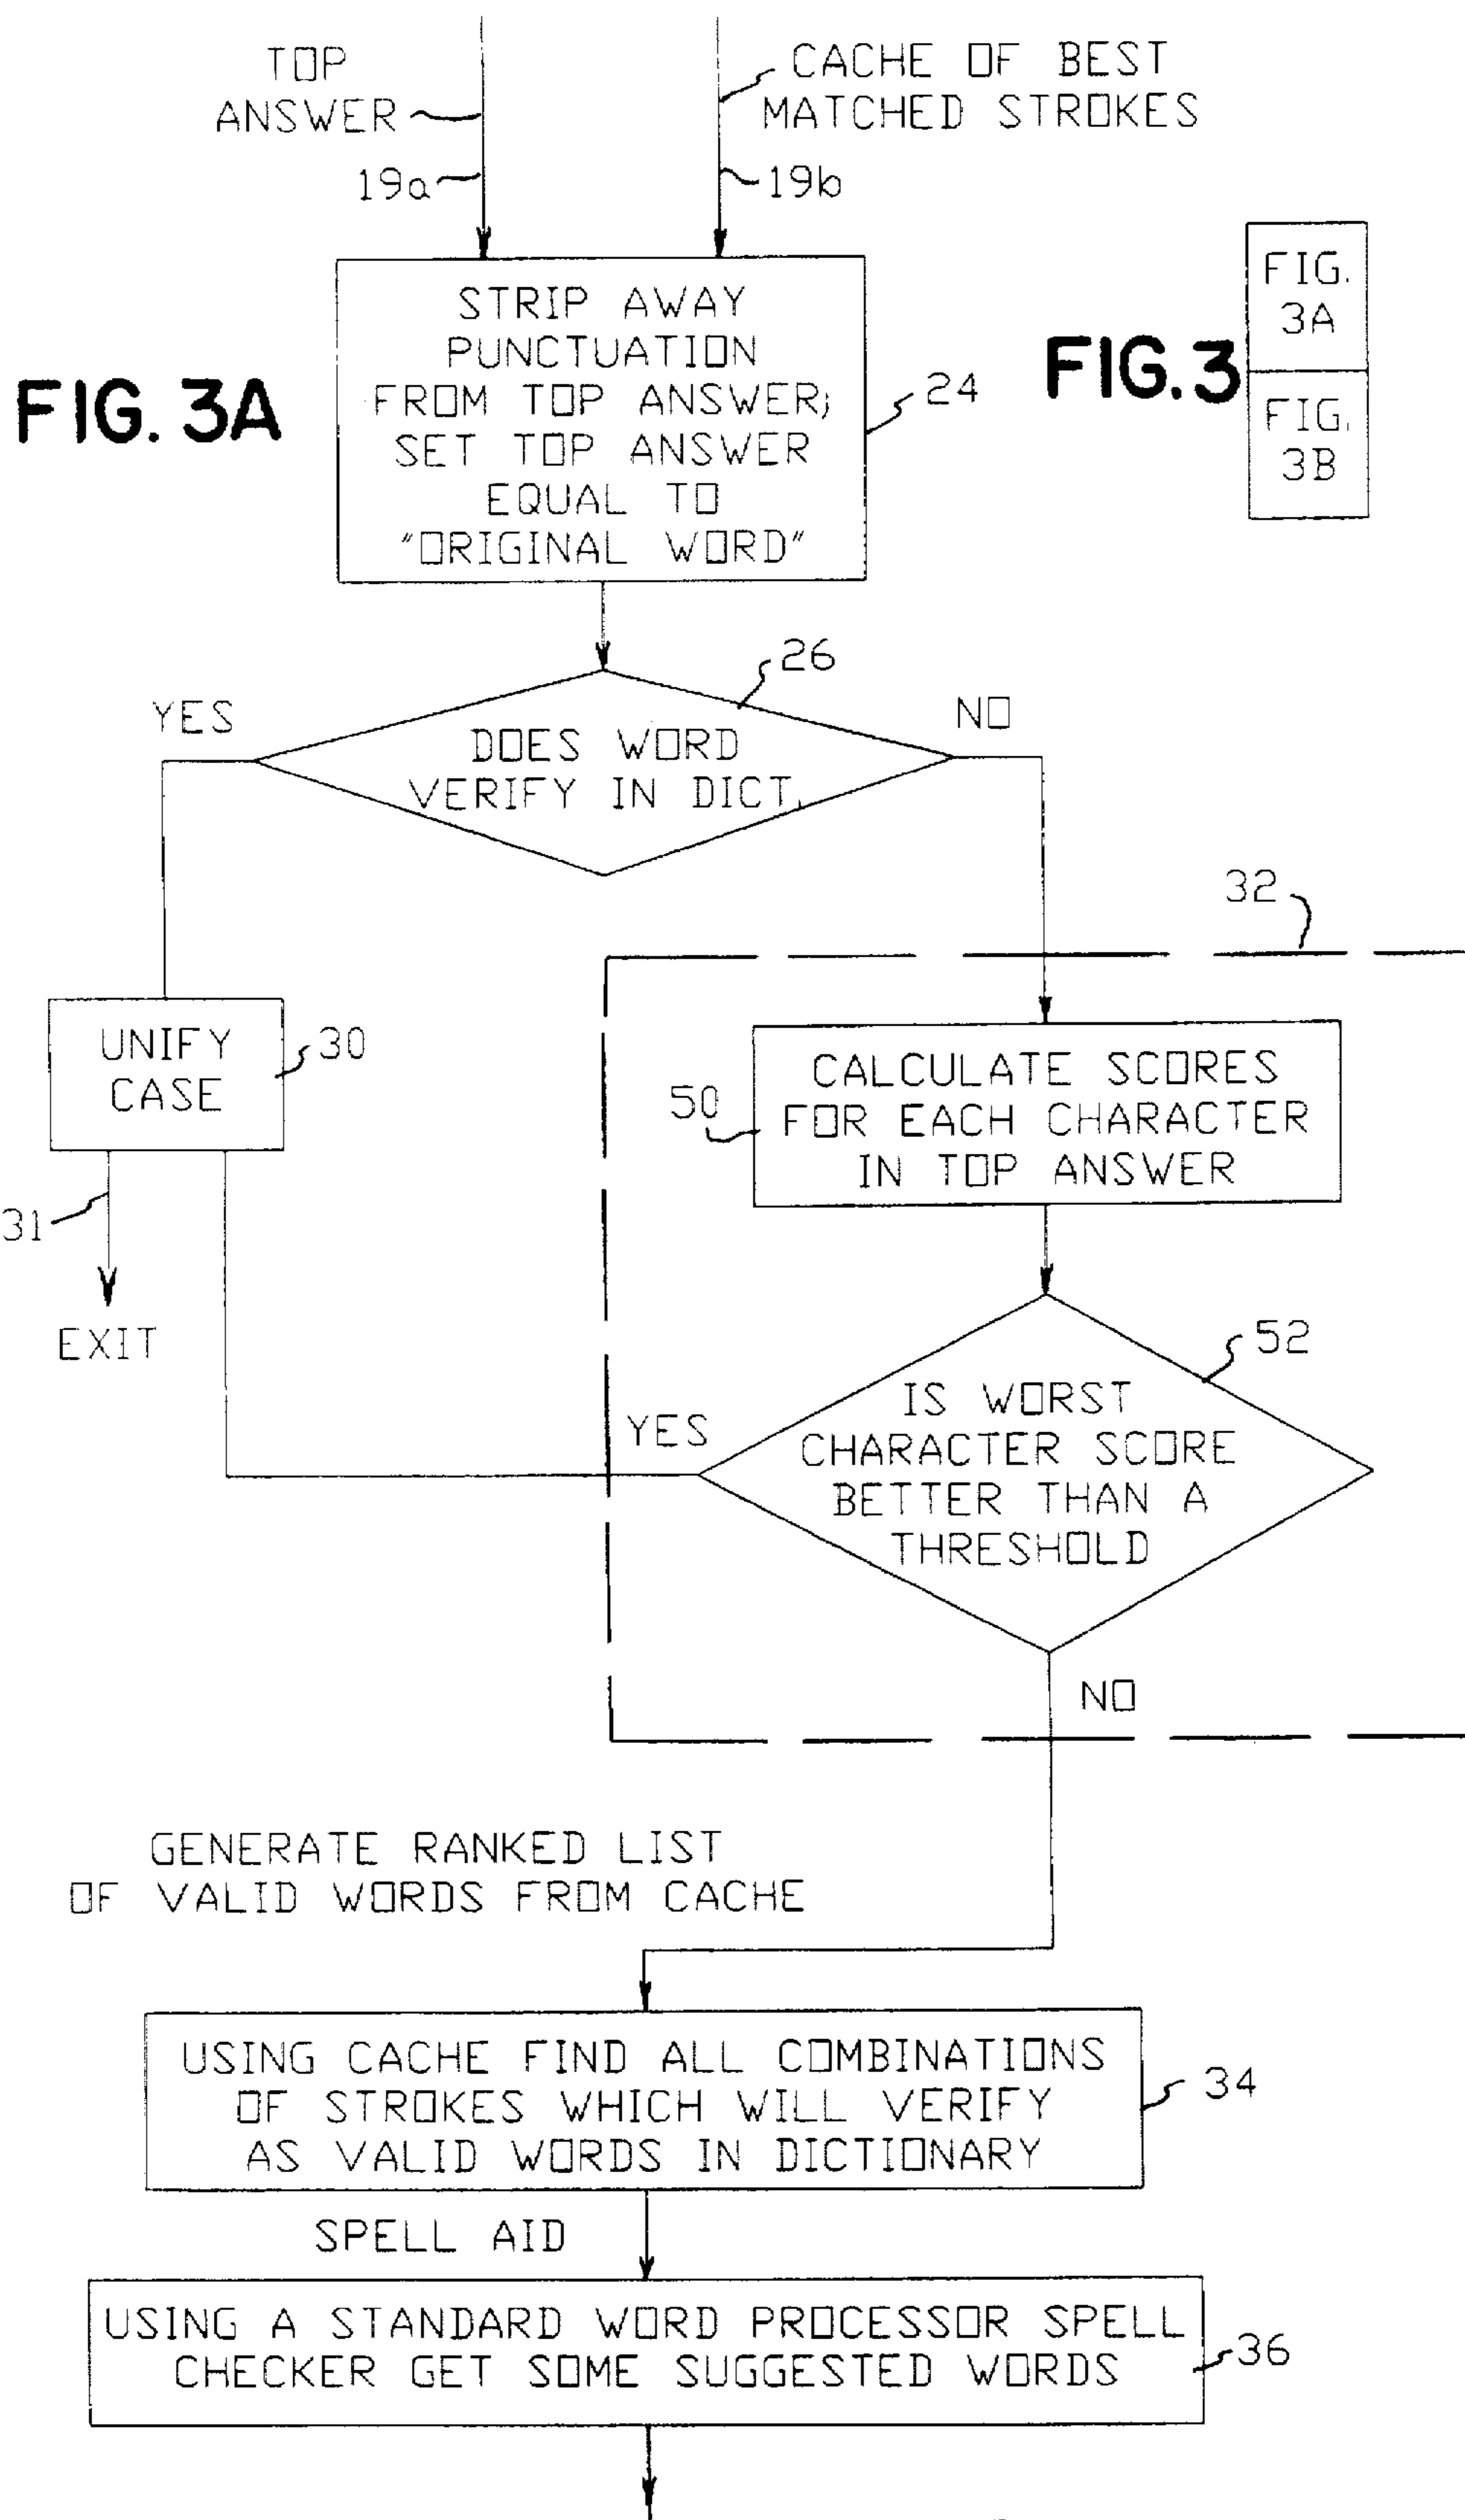 TOP
ANSWER
CACHE OF BEST
MATCHED STROKES
19a
19b
FIG. 3A
STRIP AWAY
PUNCTUATION
FROM TOP ANSWER;
SET TOP ANSWER
EQUAL TO
"ORIGINAL WORD"
24
FIG.3
FIG.
3A
FIG.
3B
26
YES
NO
DOES WORD
VERIFY IN DICT.
32
UNIFY
CASE
30
31
EXIT
50
CALCULATE SCORES
FOR EACH CHARACTER
IN TOP ANSWER
52
YES
IS WORST
CHARACTER SCORE
BETTER THAN A
THRESHOLD
NO
GENERATE RANKED LIST
OF VALID WORDS FROM CACHE
USING CACHE FIND ALL COMBINATIONS
OF STROKES WHICH WILL VERIFY
AS VALID WORDS IN DICTIONARY
34
SPELL AID
USING A STANDARD WORD PROCESSOR SPELL
CHECKER GET SOME SUGGESTED WORDS
36